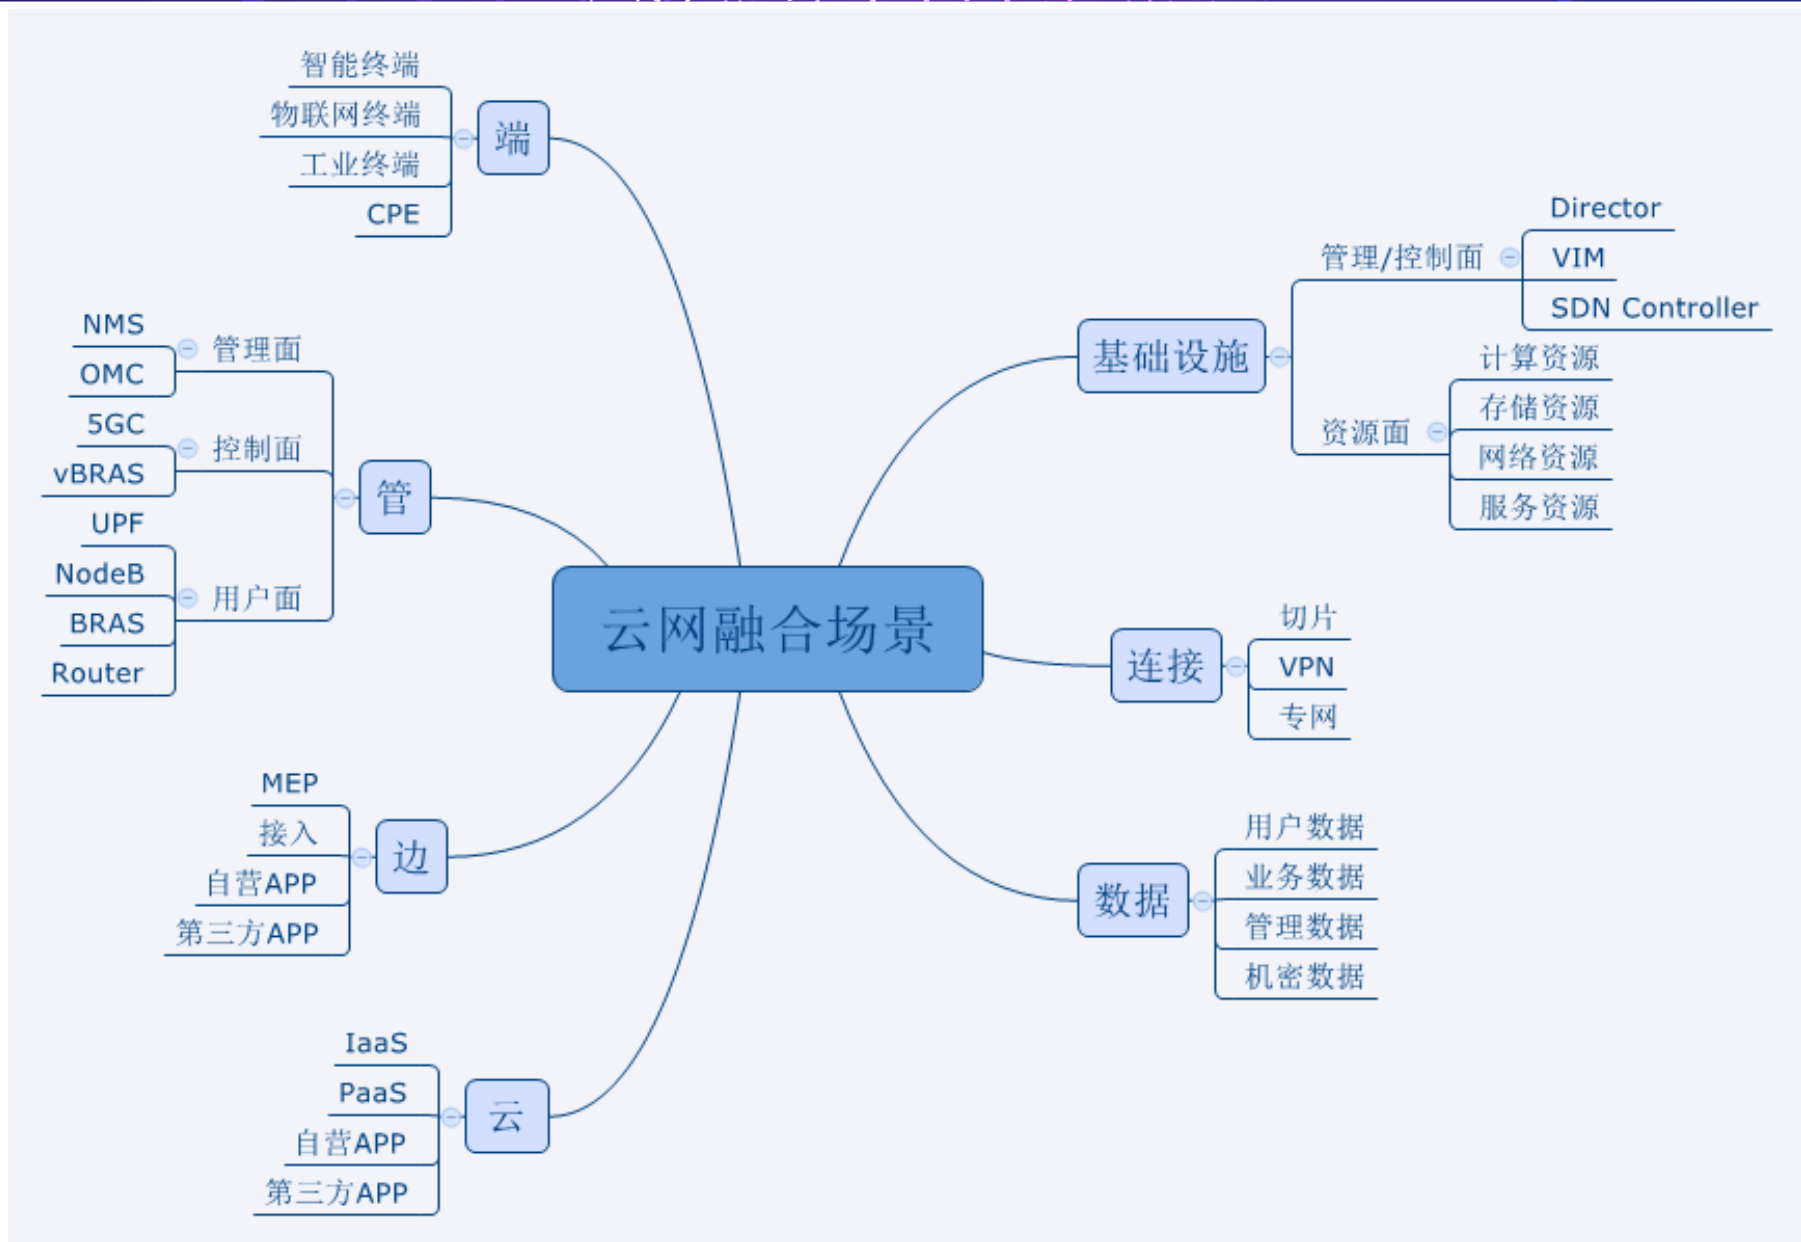 云网融合场景
端
智能终端
物联网终端
工业终端
CPE
管
管理面
NMS
OMC
控制面
5GC
vBRAS
用户面
UPF
NodeB
BRAS
Router
边
MEP
接入
自营APP
第三方APP
云
IaaS
PaaS
自营APP
第三方APP
基础设施
管理/控制面
Director
VIM
SDN Controller
资源面
计算资源
存储资源
网络资源
服务资源
连接
切片
VPN
专网
数据
用户数据
业务数据
管理数据
机密数据